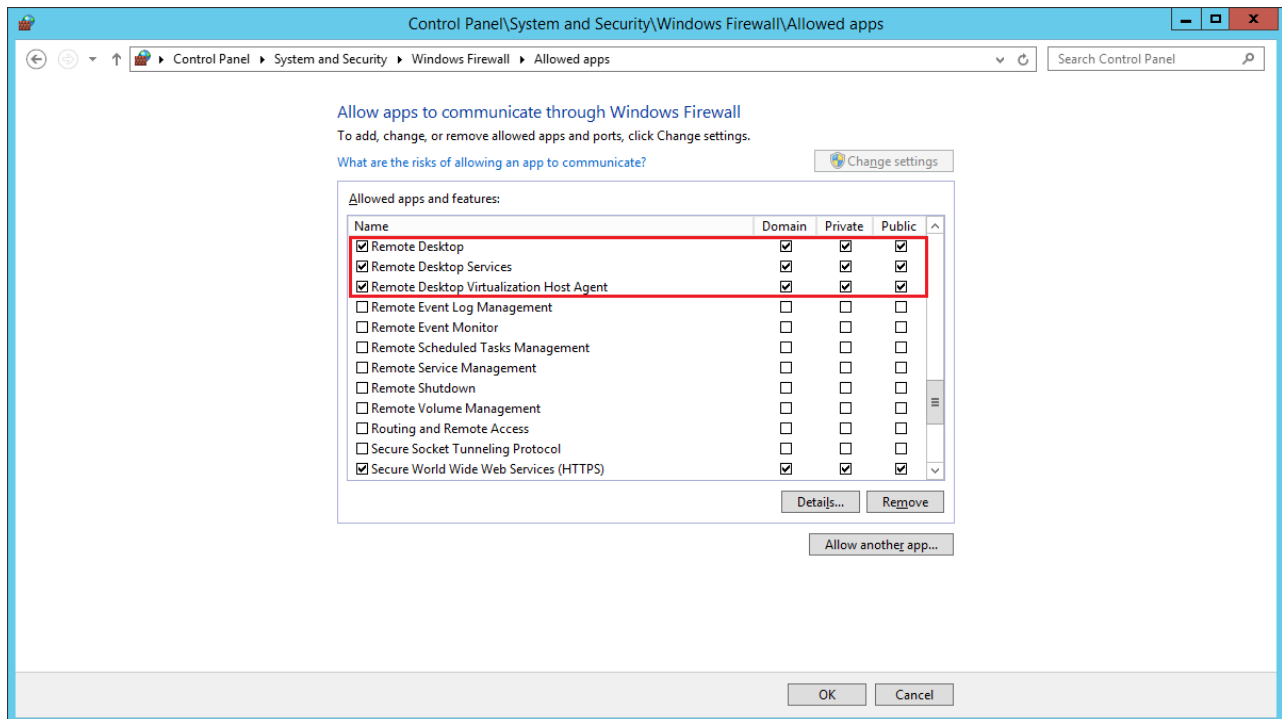 Control Panel\System and Security\Windows Firewall\Allowed apps
Control Panel System and Security Windows Firewall Allowed apps
Search Control Panel
Allow apps to communicate through Windows Firewall
To add, change, or remove allowed apps and ports, click Change settings.
What are the risks of allowing an app to communicate?
Change settings
Allowed apps and features:
Name Domain Private Public
Remote Desktop
Remote Desktop Services
Remote Desktop Virtualization Host Agent
Remote Event Log Management
Remote Event Monitor
Remote Scheduled Tasks Management
Remote Service Management
Remote Shutdown
Remote Volume Management
Routing and Remote Access
Secure Socket Tunneling Protocol
Secure World Wide Web Services (HTTPS)
Details... Remove
Allow another app...
OK Cancel